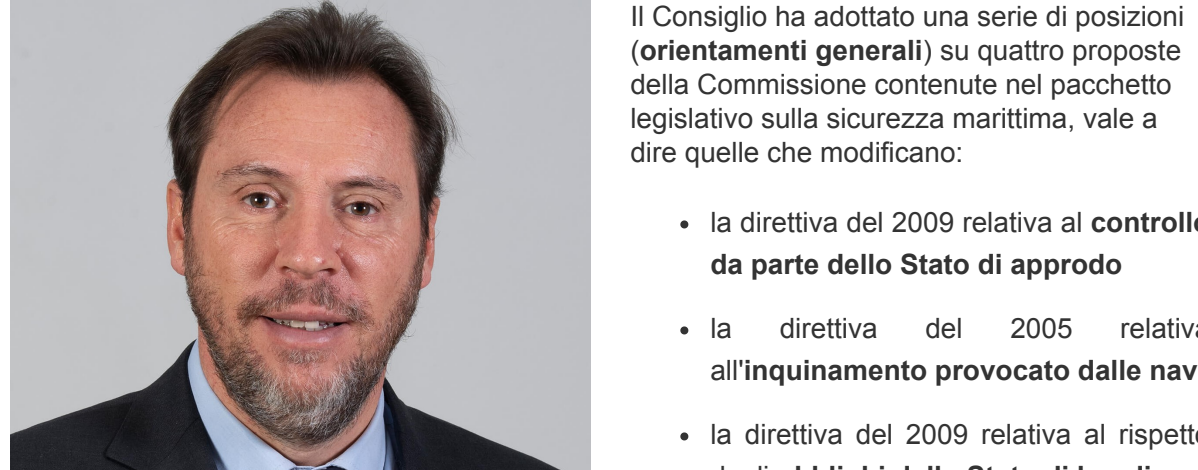 Il Consiglio ha adottato una serie di posizioni
(orientamenti generali) su quattro proposte
della Commissione contenute nel pacchetto
legislativo sulla sicurezza marittima, vale a
dire quelle che modificano:
• la direttiva del 2009 relativa al controllo
da parte dello Stato di approdo
• la direttiva del 2005 relativa
all'inquinamento provocato dalle nav
• la direttiva del 2009 relativa al rispetto